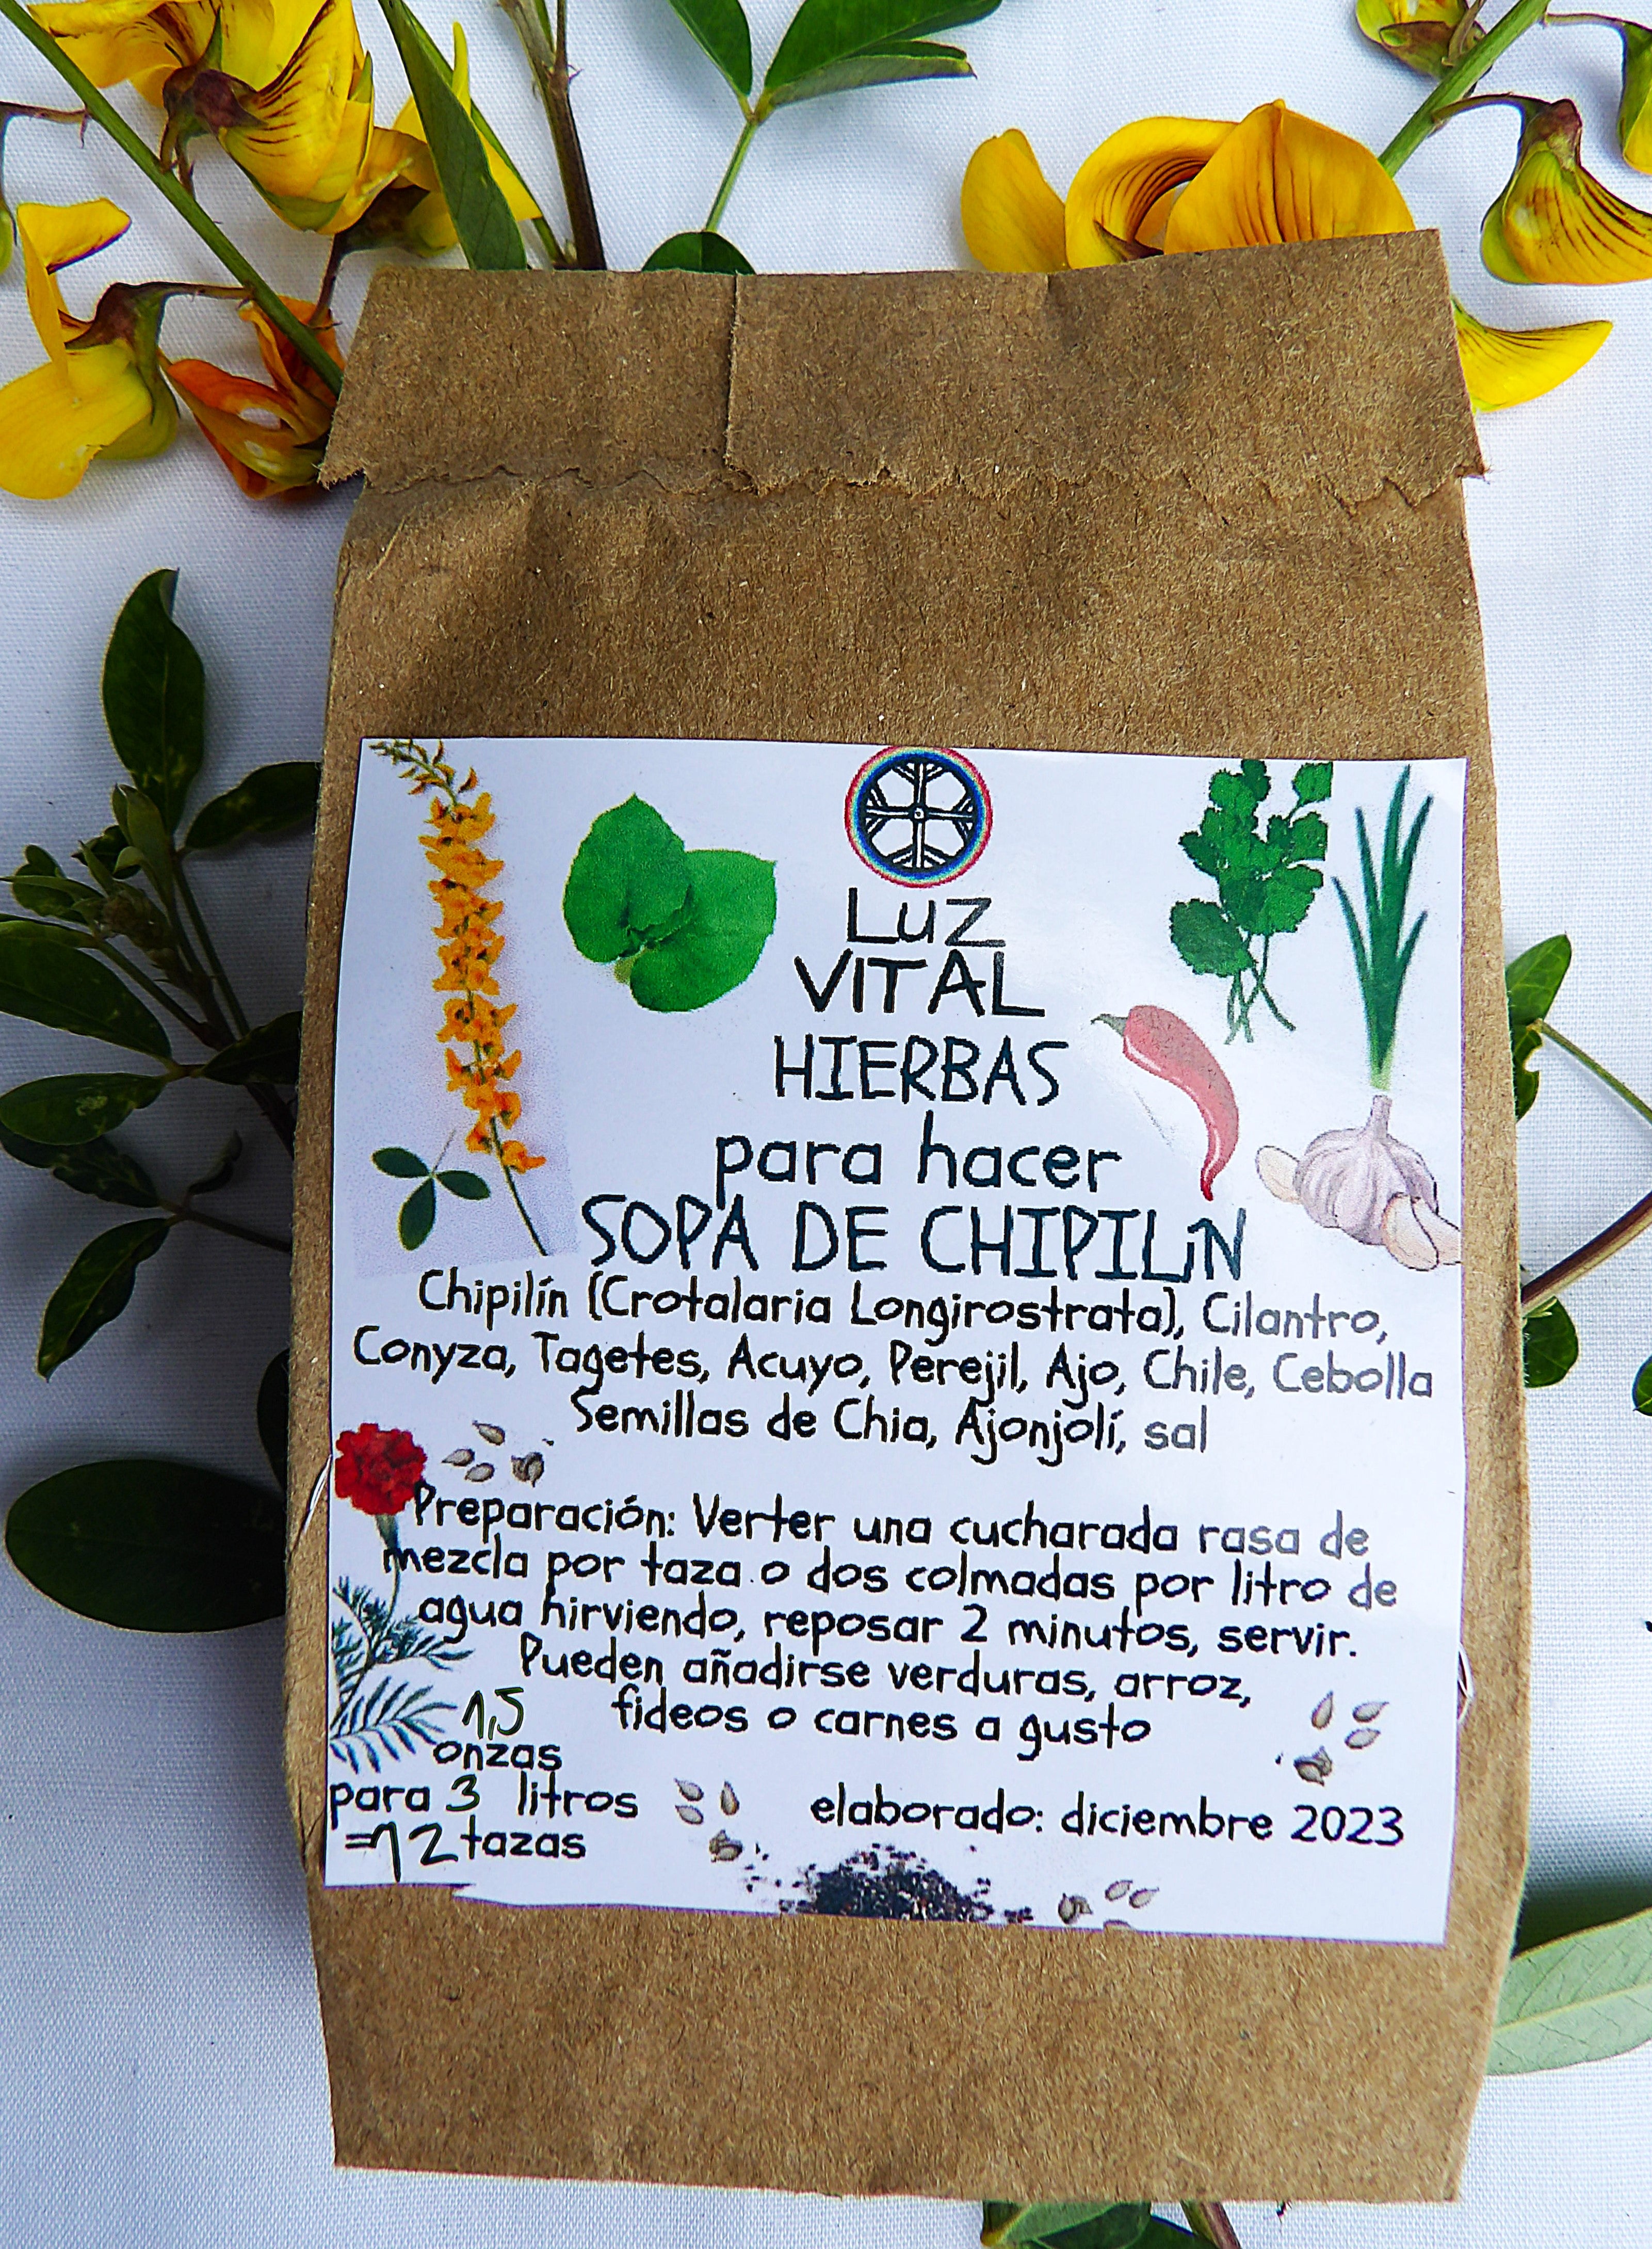 Luz
VITAL
HIERBAS
para hacer
SOPA DE CHIPILíN
Chipilín (Crotalaria Longirostrata), Cilantro,
Conyza, Tagetes, Acuyo, Perejil, Ajo, Chile, Cebolla
Semillas de Chia, Ajonjolí, sal
Preparación: Verter una cucharada rasa de
mezcla por taza o dos colmadas por litro de
agua hirviendo, reposar 2 minutos, servir.
Pueden añadirse verduras, arroz,
fideos o carnes a gusto
1,5
onzas
para 3 litros
=12 tazas
elaborado: diciembre 2023